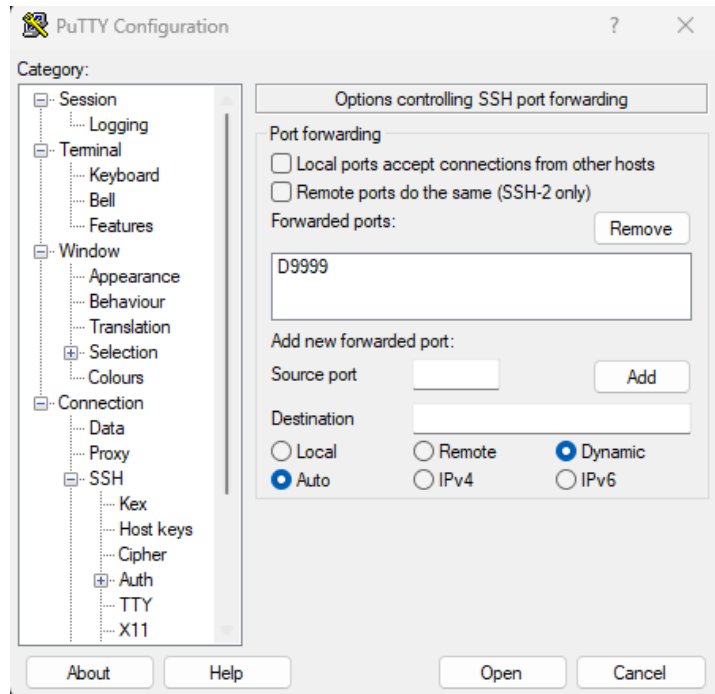 PuTTY Configuration ? ×
Category:
Session
Logging
Terminal
Keyboard
Bell
Features
Window
Appearance
Behaviour
Translation
Selection
Colours
Connection
Data
Proxy
SSH
Kex
Host keys
Cipher
Auth
TTY
X11
Options controlling SSH port forwarding
Port forwarding
Local ports accept connections from other hosts
Remote ports do the same (SSH-2 only)
Forwarded ports: Remove
D9999
Add new forwarded port:
Source port Add
Destination
Local Remote Dynamic
Auto IPv4 IPv6
About Help Open Cancel